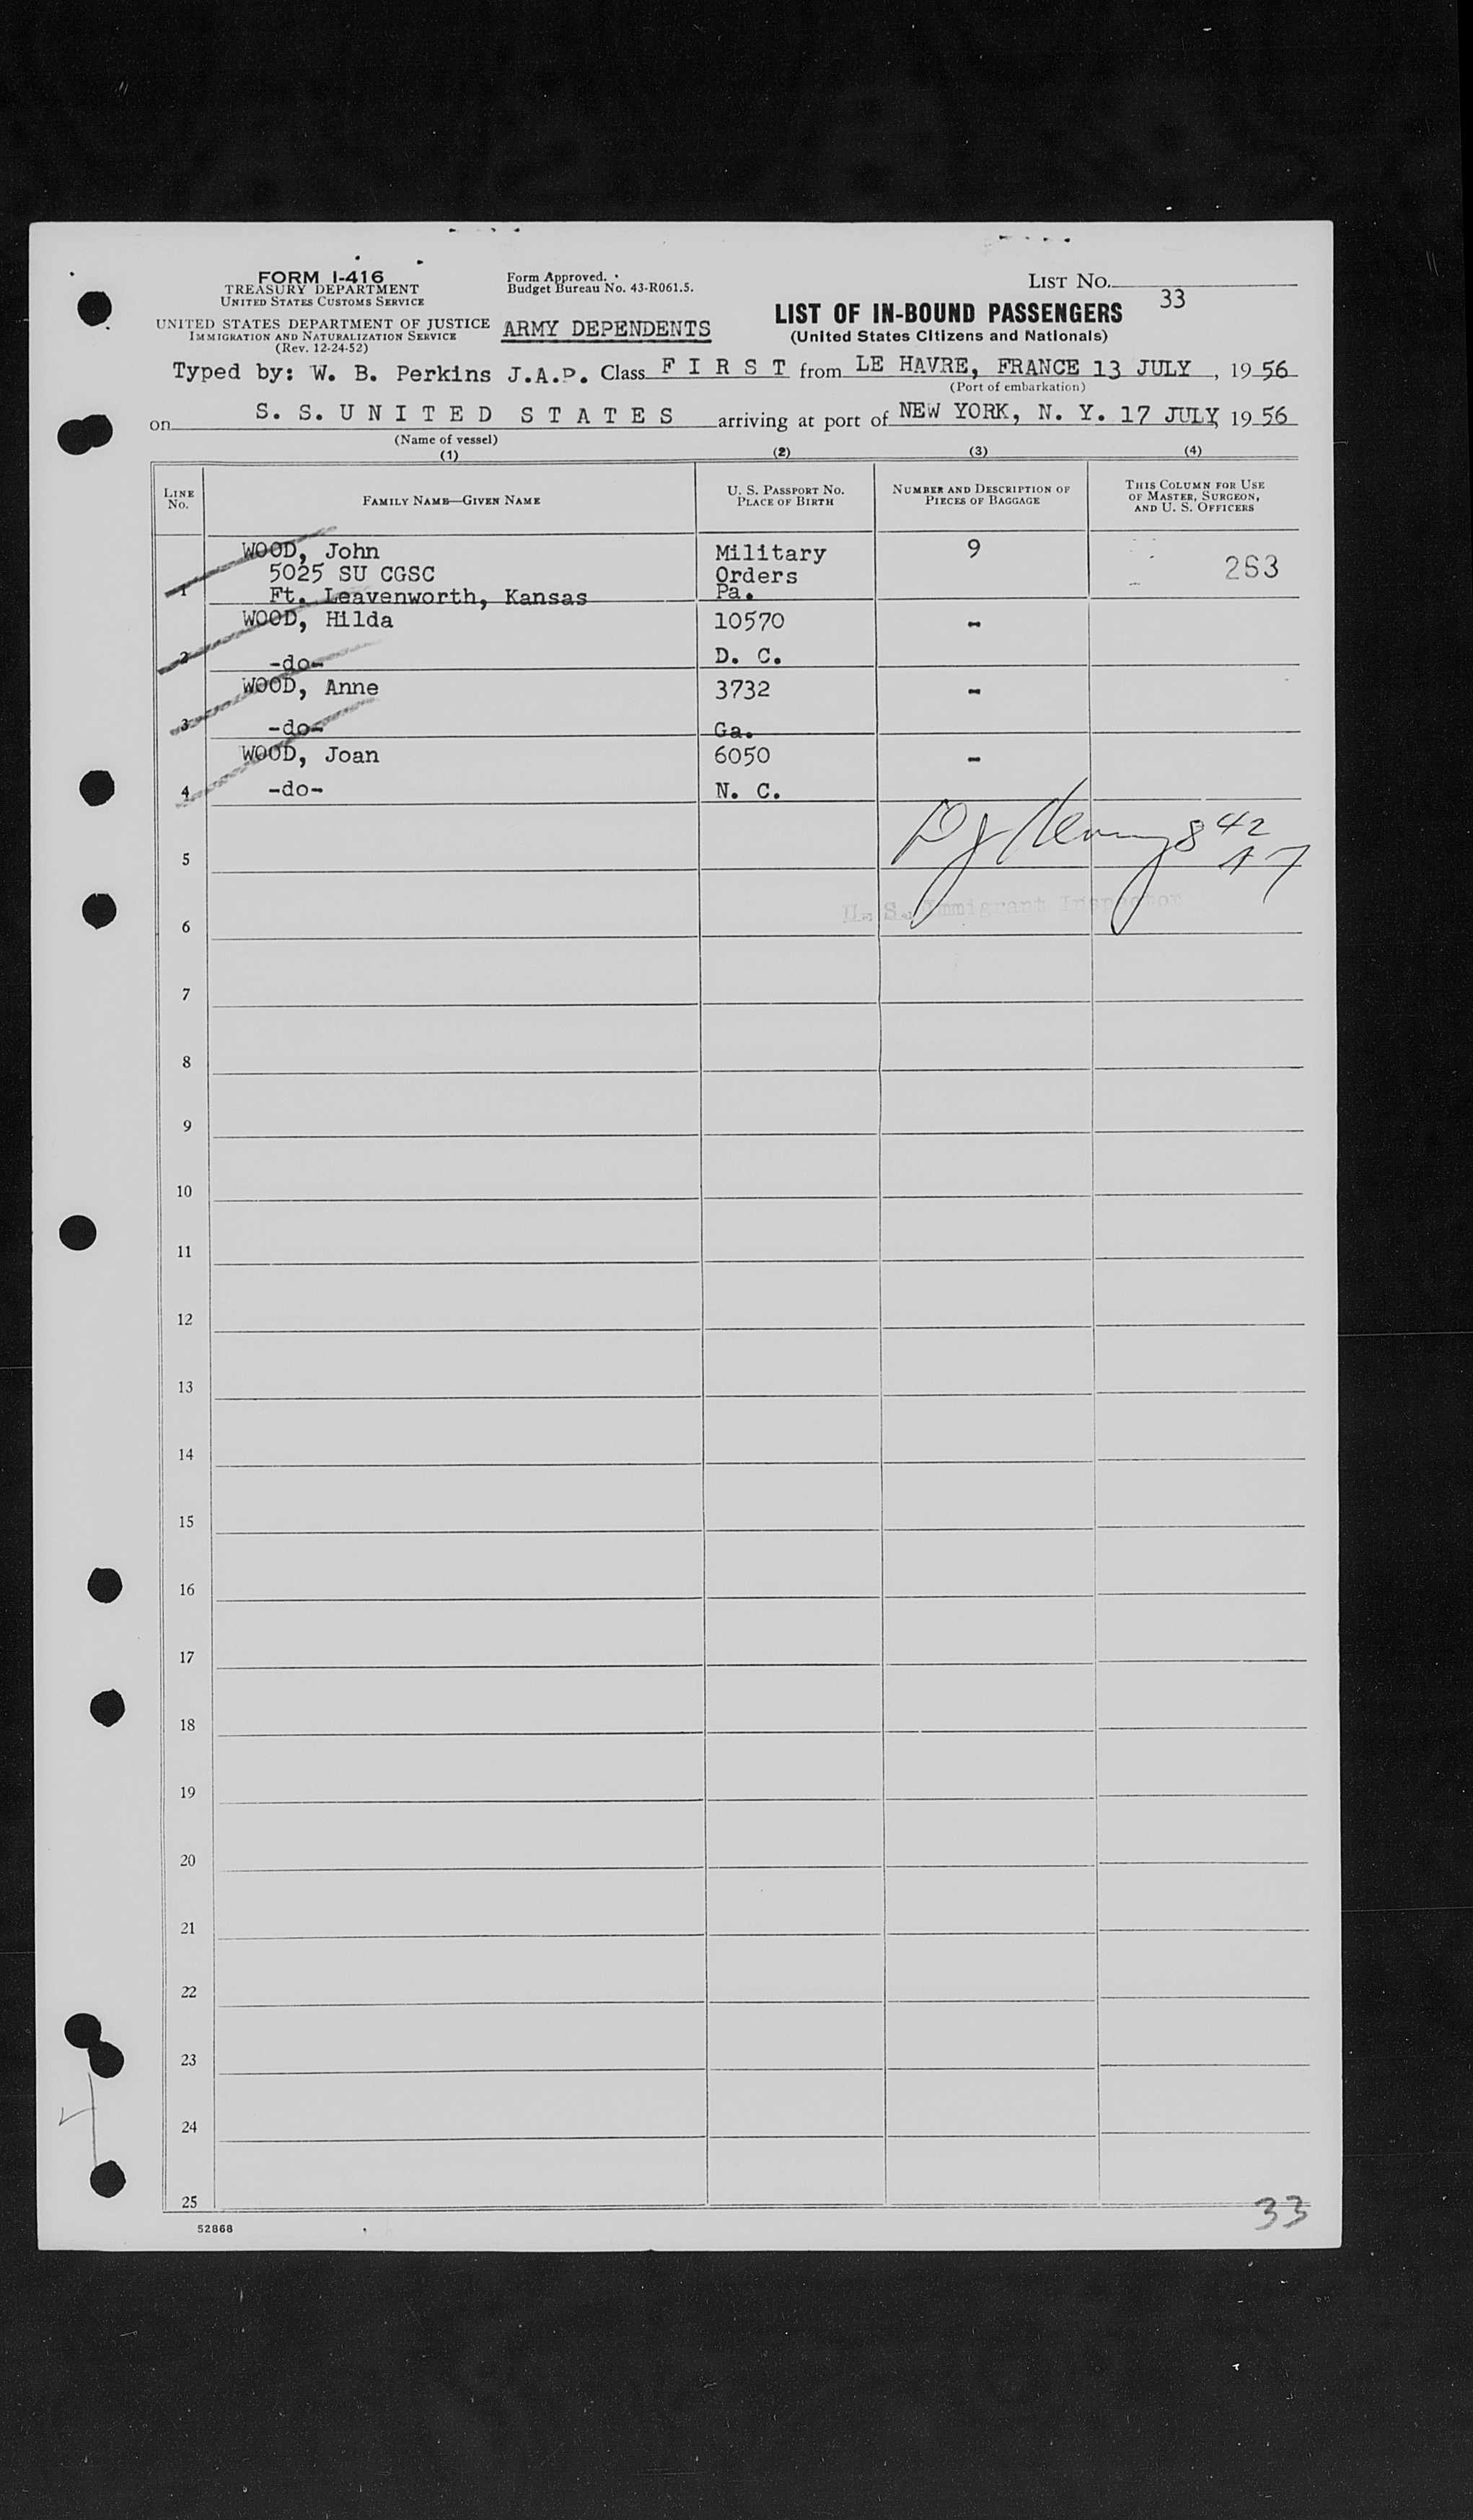 FORM I-416
TREASURY DEPARTMENT
UNITED STATES CUSTOMS SERVICE
UNITED STATES DEPARTMENT OF JUSTICE
IMMIGRATION AND NATURALIZATION SERVICE
(Rev. 12-24-52)
Form Approved.
Budget Bureau No. 43-R061.5.
ARMY DEPENDENTS
LIST NO. 33
LIST OF IN-BOUND PASSENGERS
(United States Citizens and Nationals)
Typed by: W. B. Perkins J.A.P. Class F I R S T from LE HAVRE, FRANCE 13 JULY, 1956
(Port of embarkation)
on S. S. U N I T E D S T A T E S arriving at port of NEW YORK, N. Y. 17 JULY, 1956
(Name of vessel)
(1) (2) (3) (4)
LINE No. FAMILY NAME—GIVEN NAME U. S. PASSPORT NO. PLACE OF BIRTH NUMBER AND DESCRIPTION OF PIECES OF BAGGAGE THIS COLUMN FOR USE OF MASTER, SURGEON, AND U. S. OFFICERS
WOOD, John Military 9
5025 SU CGSC Orders 263
1 Ft. Leavenworth, Kansas Pa.
WOOD, Hilda 10570 -
2 -do- D. C.
WOOD, Anne 3732 -
3 -do- Ga.
WOOD, Joan 6050 -
4 -do- N. C.
842
5 17
U. S. Immigrant Inspector
6
7
8
9
10
11
12
13
14
15
16
17
18
19
20
21
22
23
24
25
52868
33